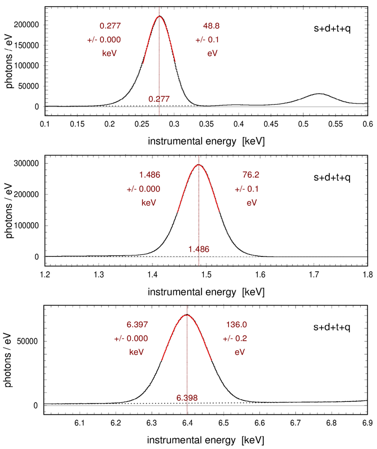 photons / eV
200000
150000
100000
50000
0
0.277 48.8 s+d+t+q
+/- 0.000 +/- 0.1
keV eV
0.277
0.1 0.15 0.2 0.25 0.3 0.35 0.4 0.45 0.5 0.55 0.6
instrumental energy [keV]
photons / eV
300000
200000
100000
0
1.486 76.2 s+d+t+q
+/- 0.000 +/- 0.1
keV eV
1.486
1.2 1.3 1.4 1.5 1.6 1.7 1.8
instrumental energy [keV]
photons / eV
50000
0
6.397 136.0 s+d+t+q
+/- 0.000 +/- 0.2
keV eV
6.398
6.1 6.2 6.3 6.4 6.5 6.6 6.7 6.8 6.9
instrumental energy [keV]